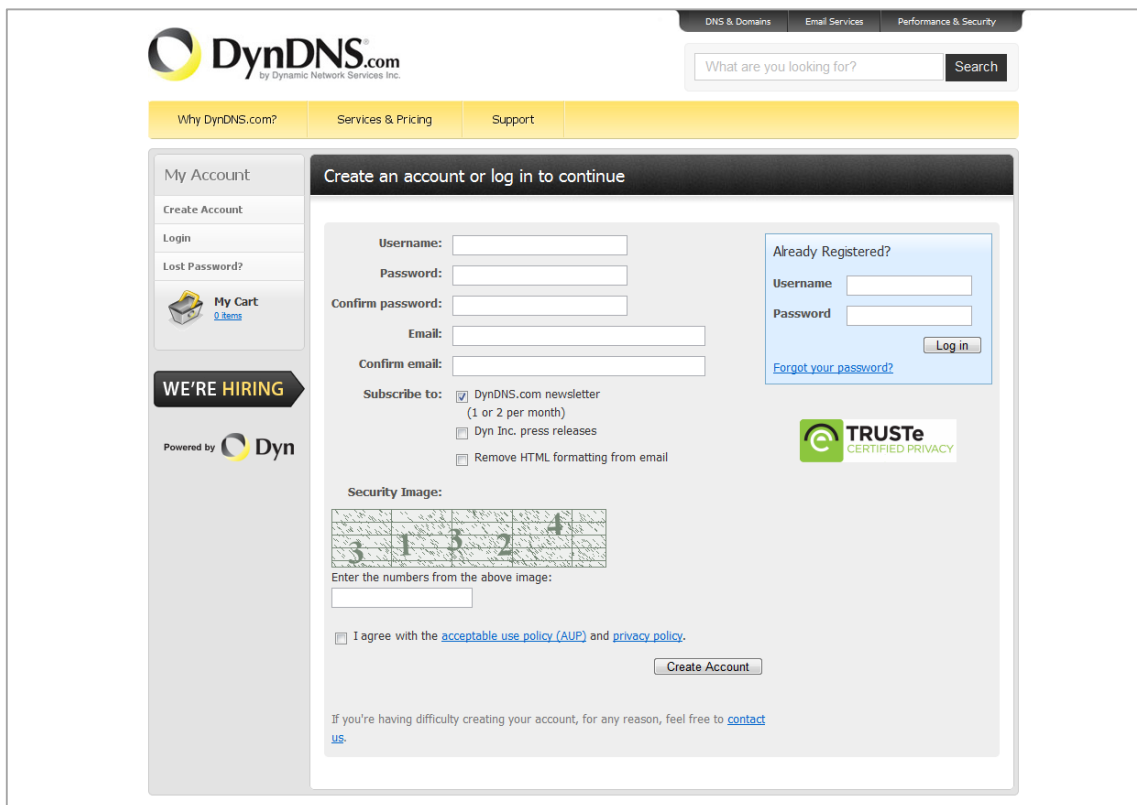 DNS & Domains Email Services Performance & Security
DynDNS.com
by Dynamic Network Services Inc.
What are you looking for? Search
Why DynDNS.com? Services & Pricing Support
My Account
Create Account
Login
Lost Password?
My Cart
0 items
WE'RE HIRING
Powered by Dyn
Create an account or log in to continue
Username:
Password:
Confirm password:
Email:
Confirm email:
Subscribe to: DynDNS.com newsletter
(1 or 2 per month)
Dyn Inc. press releases
Remove HTML formatting from email
Security Image:
3 1 3 2 4
Enter the numbers from the above image:
I agree with the acceptable use policy (AUP) and privacy policy.
Create Account
If you're having difficulty creating your account, for any reason, feel free to contact
us.
Already Registered?
Username
Password
Log in
Forgot your password?
TRUSTe
CERTIFIED PRIVACY